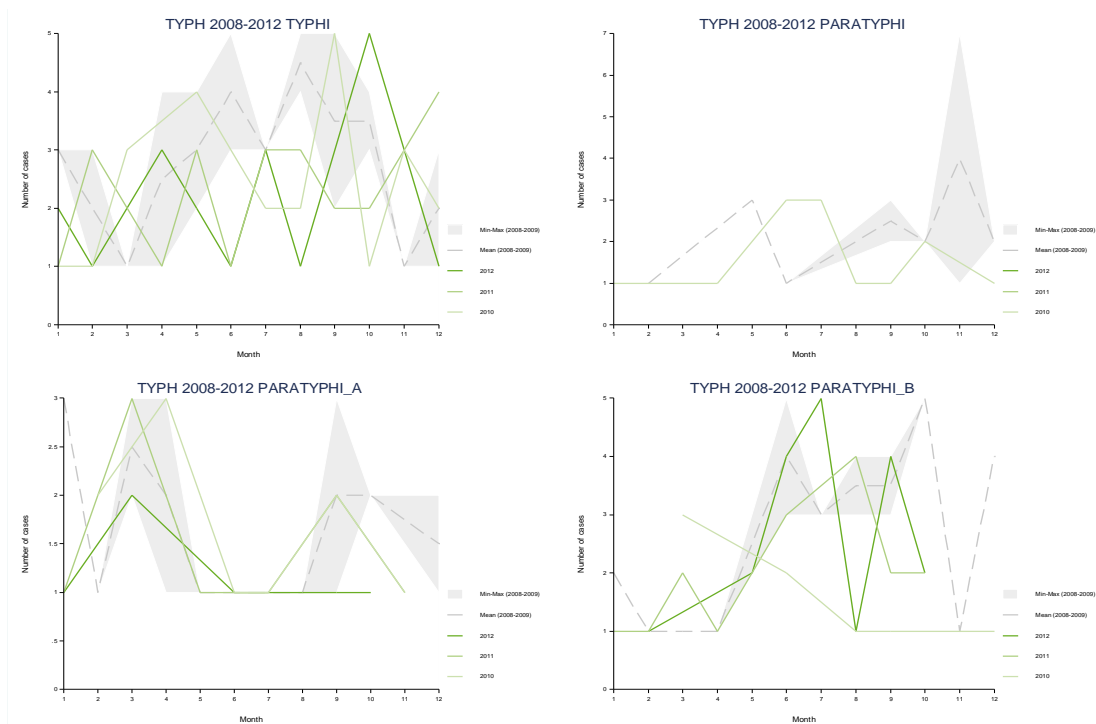 TYPH 2008-2012 TYPHI
5
4
3
2
1
0
Number of cases
1 2 3 4 5 6 7 8 9 10 11 12
Month
Min-Max (2008-2009)
Mean (2008-2009)
2012
2011
2010
TYPH 2008-2012 PARATYPHI
7
6
5
4
3
2
1
0
Number of cases
1 2 3 4 5 6 7 8 9 10 11 12
Month
Min-Max (2008-2009)
Mean (2008-2009)
2012
2011
2010
TYPH 2008-2012 PARATYPHI_A
3
2.5
2
1.5
1
.5
0
Number of cases
1 2 3 4 5 6 7 8 9 10 11 12
Month
Min-Max (2008-2009)
Mean (2008-2009)
2012
2011
2010
TYPH 2008-2012 PARATYPHI_B
5
4
3
2
1
0
Number of cases
1 2 3 4 5 6 7 8 9 10 11 12
Month
Min-Max (2008-2009)
Mean (2008-2009)
2012
2011
2010